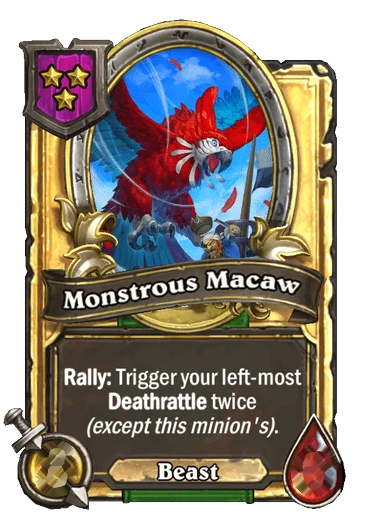 Monstrous Macaw
Rally: Trigger your left-most
Deathrattle twice
(except this minion's).
Beast